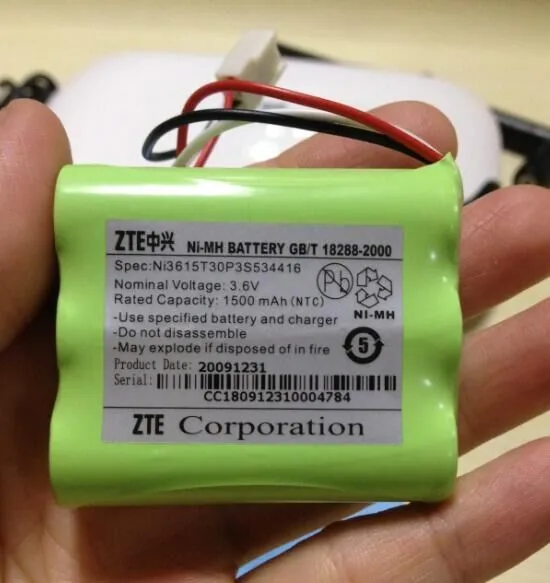 ZTE中兴 Ni-MH BATTERY GB/T 18288-2000
Spec:Ni3615T30P3S534416
Nominal Voltage: 3.6V
Rated Capacity: 1500 mAh (NTC)
Pb
NI-MH
-Use specified battery and charger
-Do not disassemble
-May explode if disposed of in fire
5
Product Date: 20091231
Serial:
CC180912310004784
ZTE Corporation